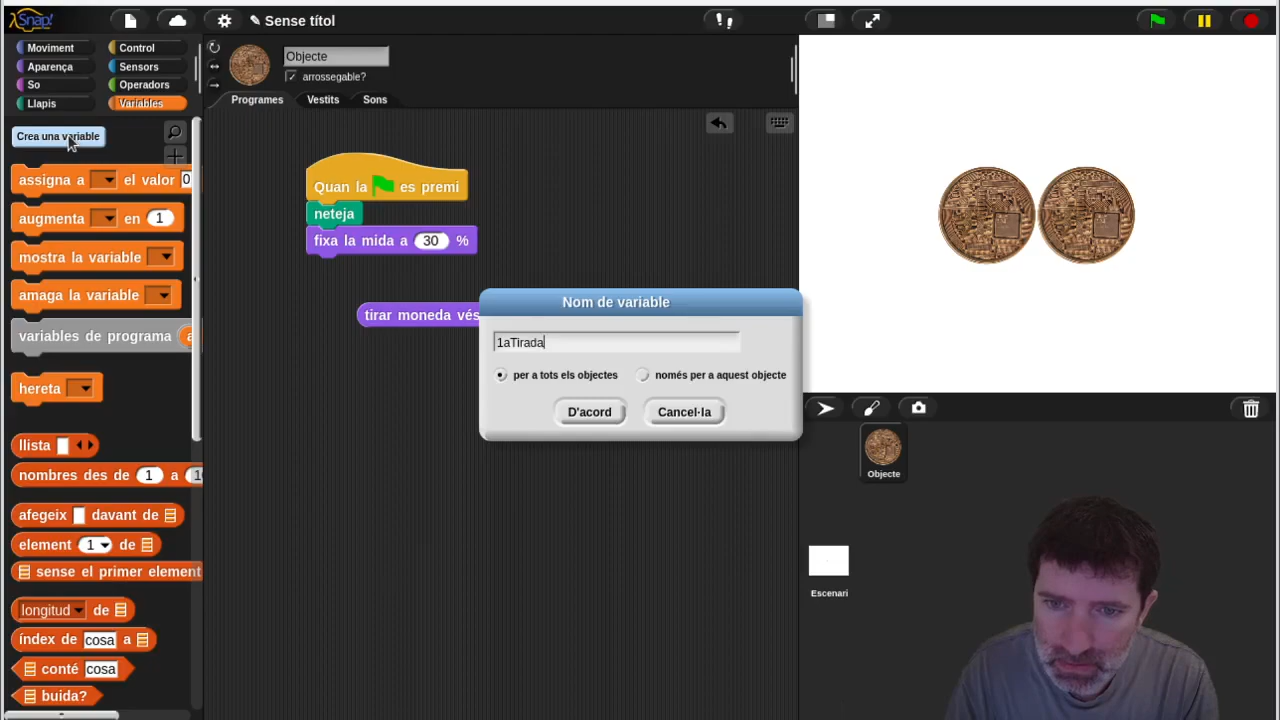 Snap!
Sense títol
Moviment
Control
Aparença
Sensors
So
Operadors
Llapis
Variables
Crea una variable
assigna a el valor 0
augmenta en 1
mostra la variable
amaga la variable
variables de programa a
hereta
llista
nombres des de 1 a
afegeix davant de
element 1 de
sense el primer element
longitud de
índex de cosa a
conté cosa
buida?
Objecte
arrossegable?
Programes Vestits Sons
Quan la es premi
neteja
fixa la mida a 30 %
tirar moneda vés
Nom de variable
1aTirada
per a tots els objectes
només per a aquest objecte
D'acord
Cancel·la
Objecte
Escenari